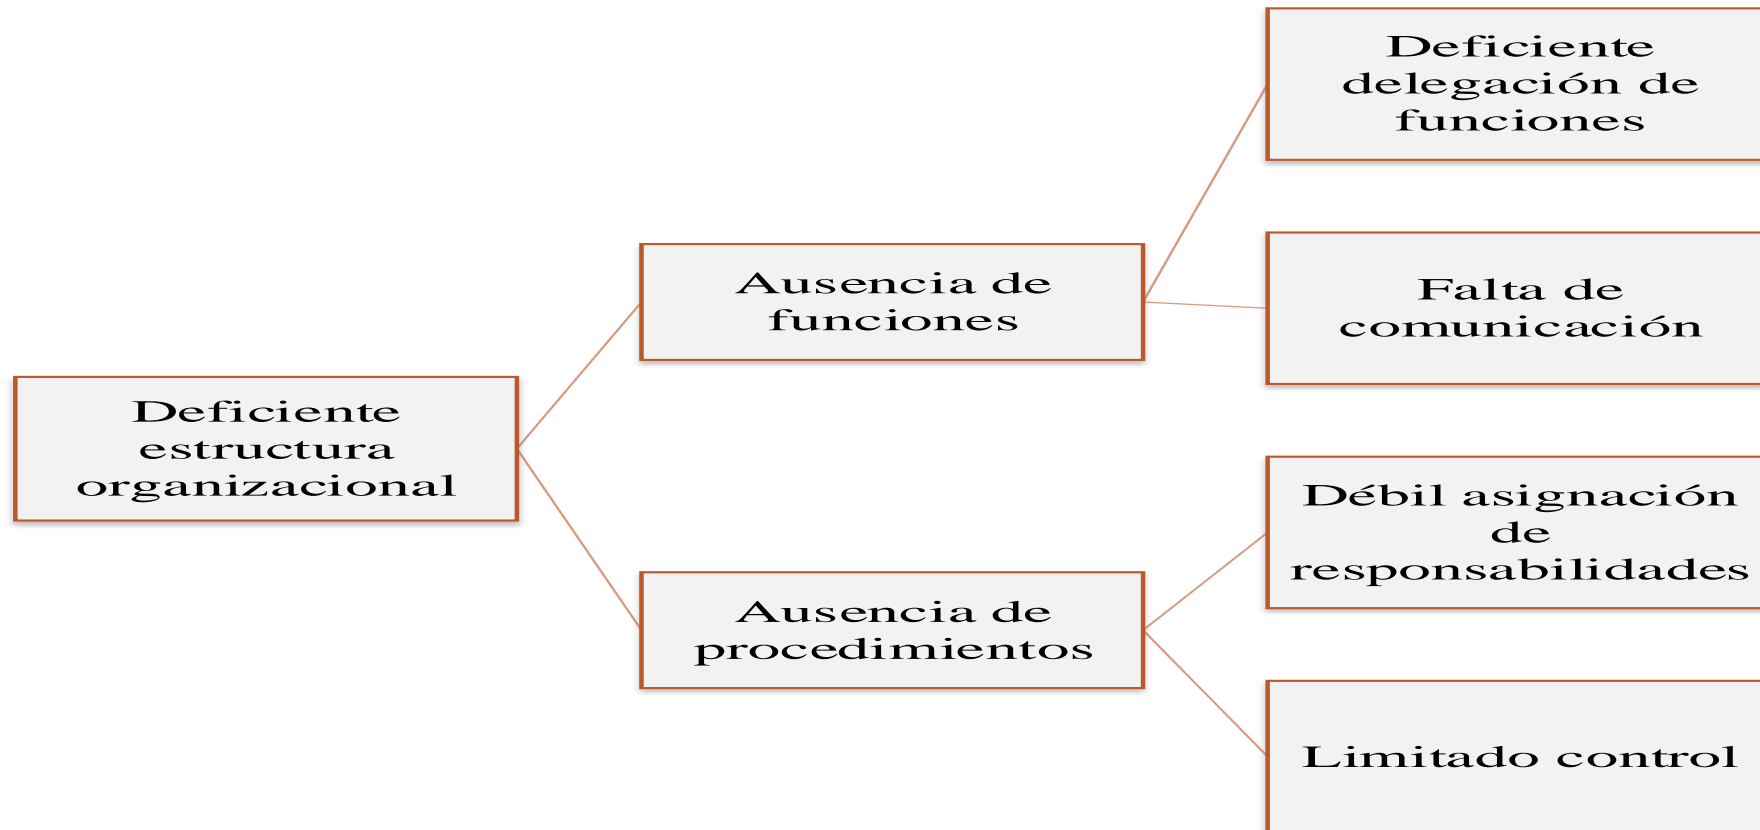 Deficiente
estructura
organizacional
Ausencia de
funciones
Deficiente
delegación de
funciones
Falta de
comunicación
Ausencia de
procedimientos
Débil asignación
de
responsabilidades
Limitado control